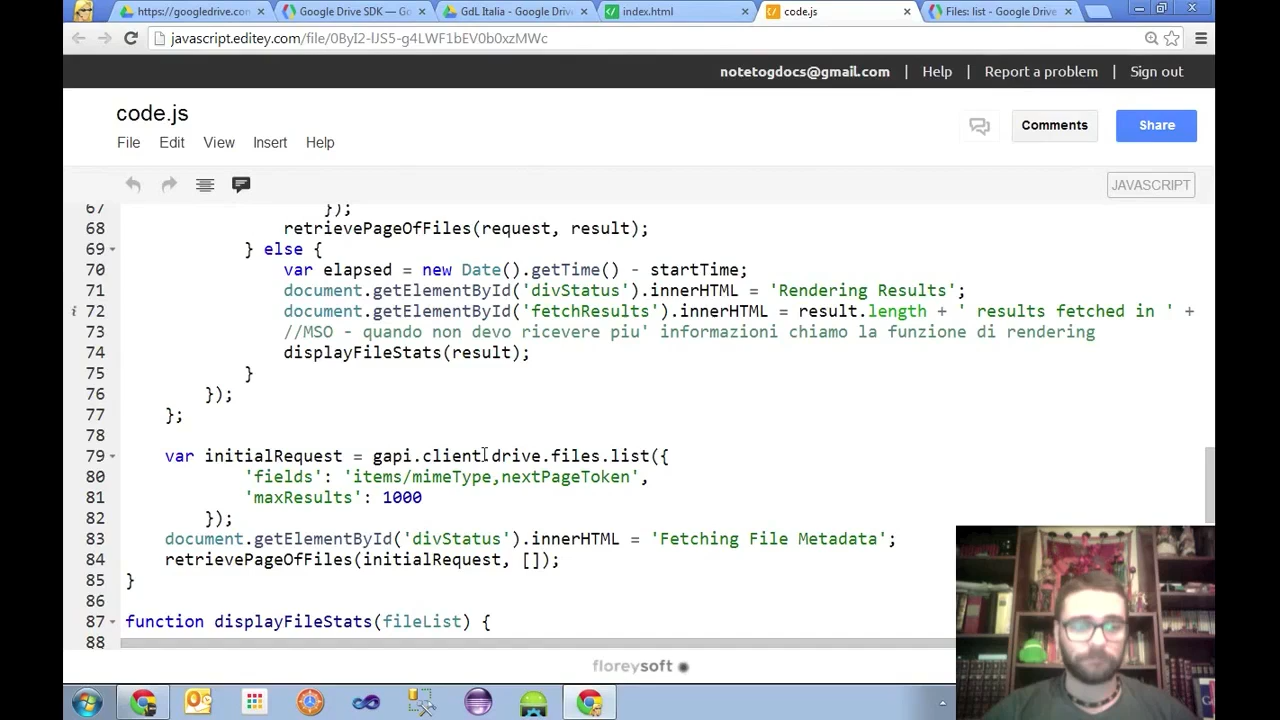 https://googledrive.con
Google Drive SDK — Go
GdL Italia - Google Drive
index.html
code.js
Files: list - Google Drive
javascript.editey.com/file/0ByI2-lJS5-g4LWF1bEV0b0xzMWc
notetogdocs@gmail.com | Help | Report a problem | Sign out
code.js
File Edit View Insert Help
Comments
Share
JAVASCRIPT
67 });
68 retrievePageOfFiles(request, result);
69 } else {
70 var elapsed = new Date().getTime() - startTime;
71 document.getElementById('divStatus').innerHTML = 'Rendering Results';
72 document.getElementById('fetchResults').innerHTML = result.length + ' results fetched in ' +
73 //MSO - quando non devo ricevere piu' informazioni chiamo la funzione di rendering
74 displayFileStats(result);
75 }
76 });
77 };
78
79 var initialRequest = gapi.client.drive.files.list({
80 'fields': 'items/mimeType,nextPageToken',
81 'maxResults': 1000
82 });
83 document.getElementById('divStatus').innerHTML = 'Fetching File Metadata';
84 retrievePageOfFiles(initialRequest, []);
85 }
86
87 function displayFileStats(fileList) {
88
floreysoft